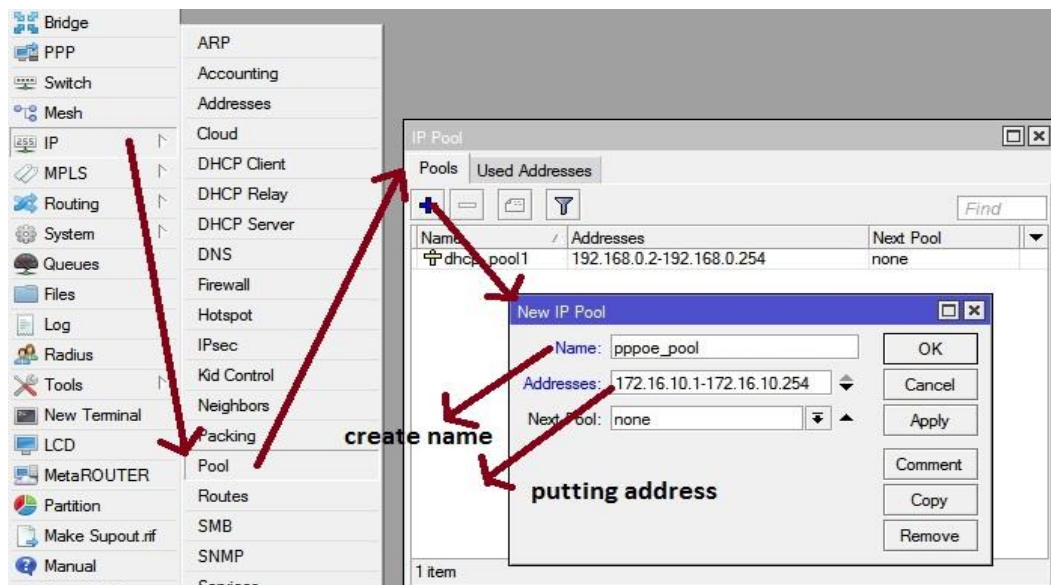 Bridge
PPP
Switch
Mesh
IP
MPLS
Routing
System
Queues
Files
Log
Radius
Tools
New Terminal
LCD
MetaROUTER
Partition
Make Supout.rif
Manual
ARP
Accounting
Addresses
Cloud
DHCP Client
DHCP Relay
DHCP Server
DNS
Firewall
Hotspot
IPsec
Kid Control
Neighbors
Packing
Pool
Routes
SMB
SNMP
IP Pool
Pools Used Addresses
Find
Name Addresses Next Pool
dhcp_pool1 192.168.0.2-192.168.0.254 none
New IP Pool
Name: pppoe_pool OK
Addresses: 172.16.10.1-172.16.10.254 Cancel
Next Pool: none Apply
Comment
Copy
Remove
create name
putting address
1 item